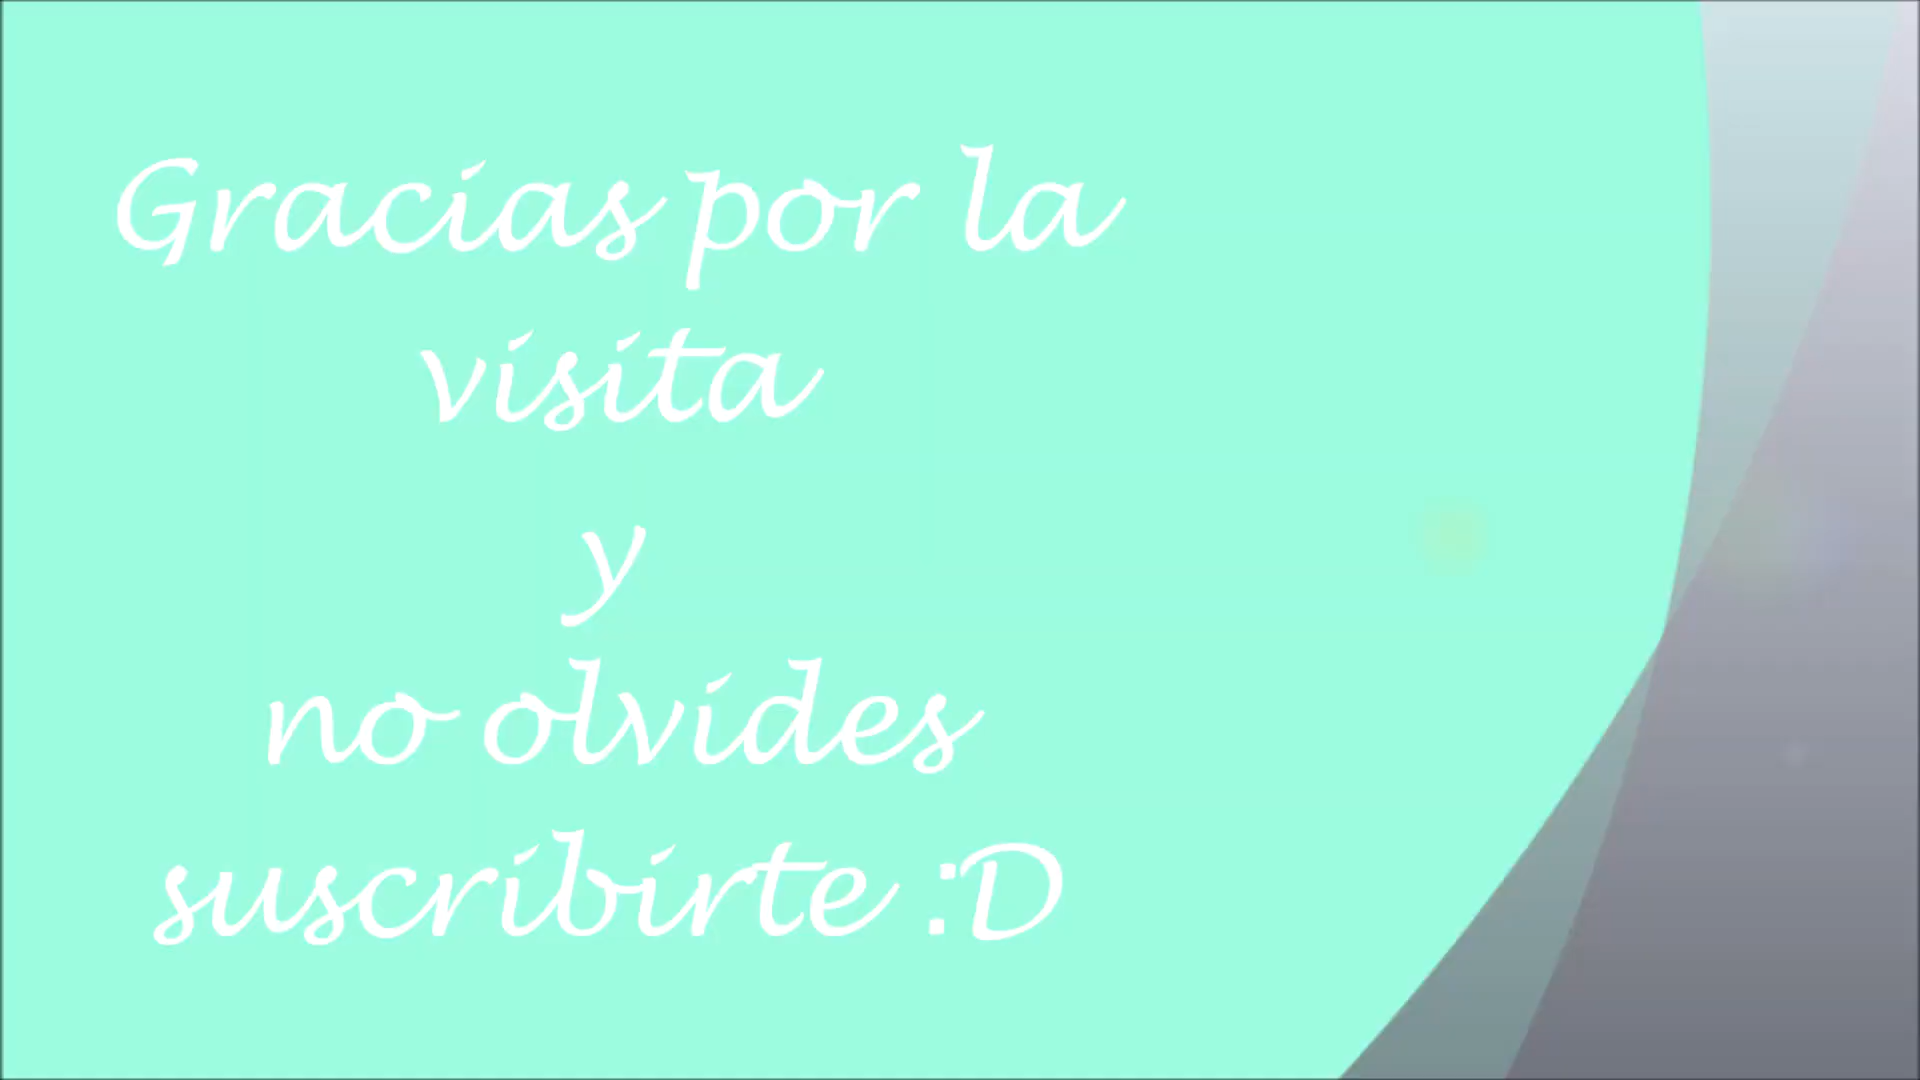 Gracias por la
visita
y
no olvides
suscribirte :D